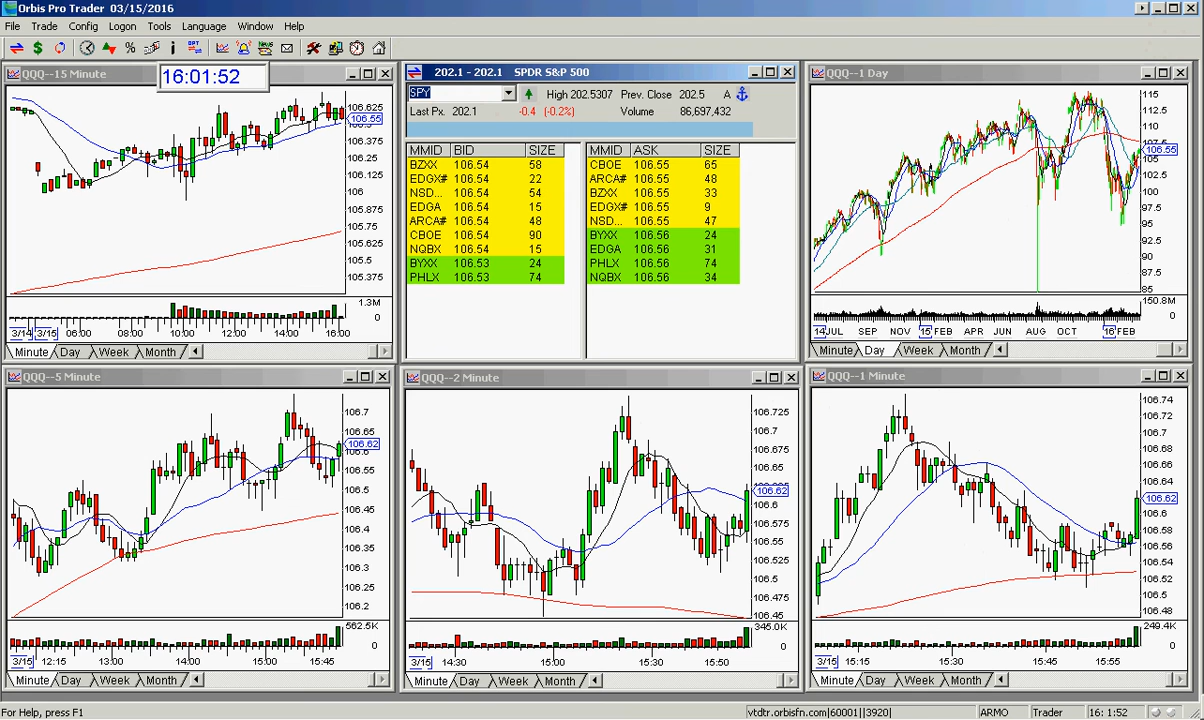 Orbis Pro Trader 03/15/2016
File Trade Config Logon Tools Language Window Help
QQQ--15 Minute
16:01:52
106.625
106.55
106.375
106.25
106.125
106
105.875
105.75
105.625
105.5
105.375
1.3M
0
3/14 3/15 06:00 08:00 10:00 12:00 14:00 16:00
Minute Day Week Month
202.1 - 202.1 SPDR S&P 500
SPY High 202.5307 Prev. Close 202.5 A
Last Px. 202.1 -0.4 (-0.2%) Volume 86,697,432
MMID BID SIZE MMID ASK SIZE
BZXX 106.54 58 CBOE 106.55 65
EDGX# 106.54 22 ARCA# 106.55 48
NSD... 106.54 54 BZXX 106.55 33
EDGA 106.54 15 EDGX# 106.55 9
ARCA# 106.54 48 NSD... 106.55 47
CBOE 106.54 90 BYXX 106.56 24
NQBX 106.54 15 EDGA 106.56 31
BYXX 106.53 24 PHLX 106.56 74
PHLX 106.53 74 NQBX 106.56 34
QQQ--1 Day
115
112.5
110
107.5
106.55
105
102.5
100
97.5
95
92.5
90
87.5
85
150.8M
0
14 JUL SEP NOV 15 FEB APR JUN AUG OCT 16 FEB
Minute Day Week Month
QQQ--5 Minute
106.7
106.65
106.62
106.55
106.5
106.45
106.4
106.35
106.3
106.25
106.2
562.5K
0
3/15 12:15 13:00 14:00 15:00 15:45
Minute Day Week Month
QQQ--2 Minute
106.725
106.7
106.675
106.65
106.62
106.6
106.575
106.55
106.525
106.5
106.475
106.45
345.0K
0
3/15 14:30 15:00 15:30 15:50
Minute Day Week Month
QQQ--1 Minute
106.74
106.72
106.7
106.68
106.66
106.64
106.62
106.6
106.58
106.56
106.54
106.52
106.5
106.48
249.4K
0
3/15 15:15 15:30 15:45 15:55
Minute Day Week Month
For Help, press F1
vtdtr.orbisfn.com|60001||3920| ARMO Trader 16: 1:52